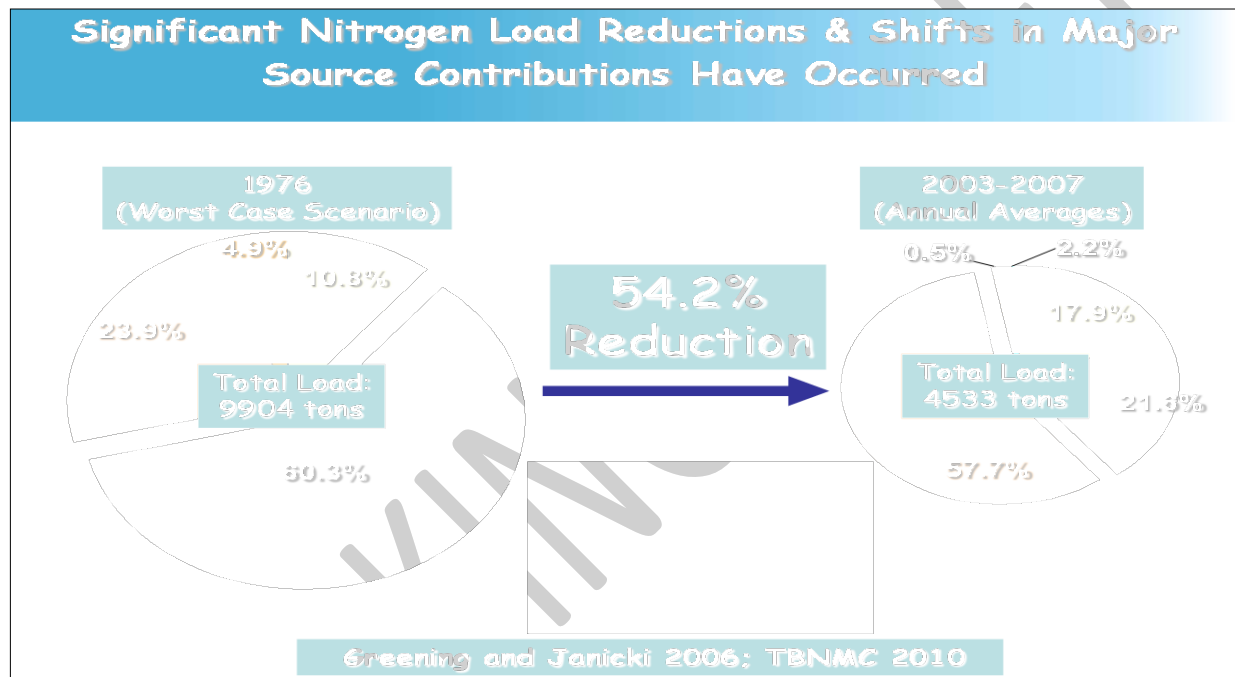 Significant Nitrogen Load Reductions & Shifts in Major
Source Contributions Have Occurred
1976
(Worst Case Scenario)
4.9%
10.8%
23.9%
Total Load:
9904 tons
60.3%
54.2%
Reduction
2003-2007
(Annual Averages)
0.5%
2.2%
17.9%
Total Load:
4533 tons
57.7%
Greening and Janicki 2006; TBNMC 2010